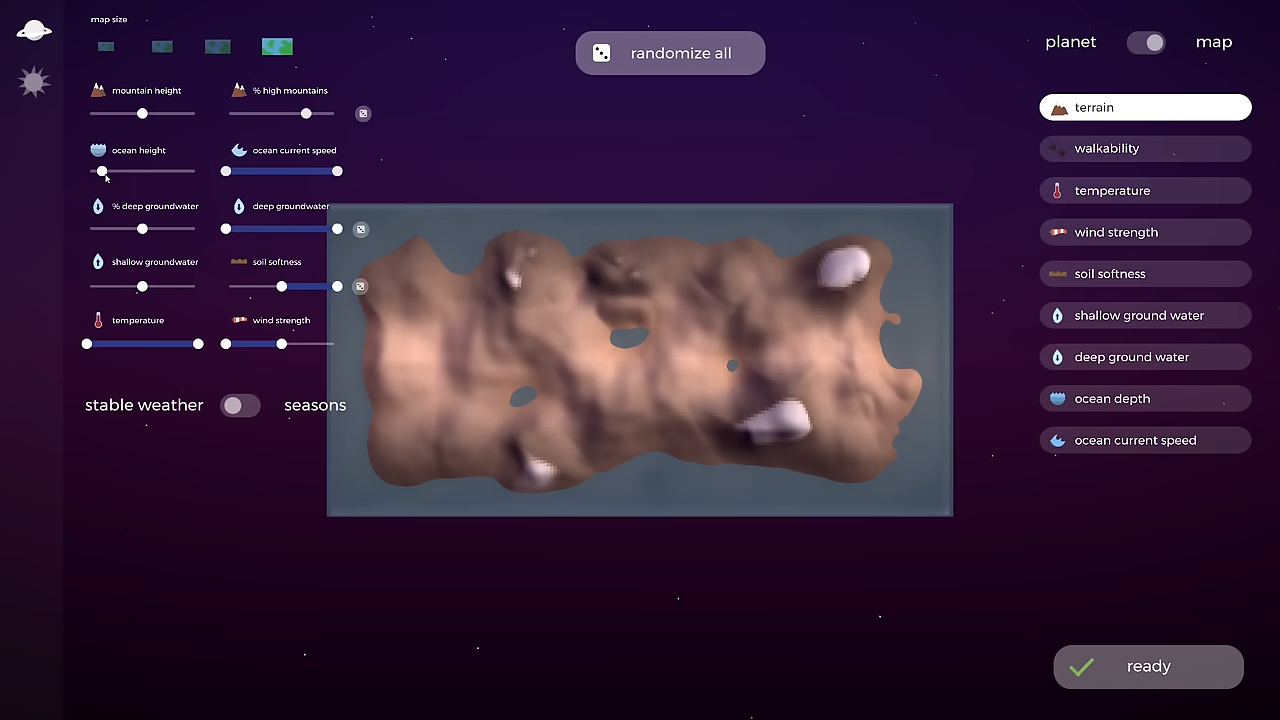 map size
randomize all
planet
map
mountain height
% high mountains
ocean height
ocean current speed
% deep groundwater
deep groundwater
shallow groundwater
soil softness
temperature
wind strength
stable weather
seasons
terrain
walkability
temperature
wind strength
soil softness
shallow ground water
deep ground water
ocean depth
ocean current speed
ready